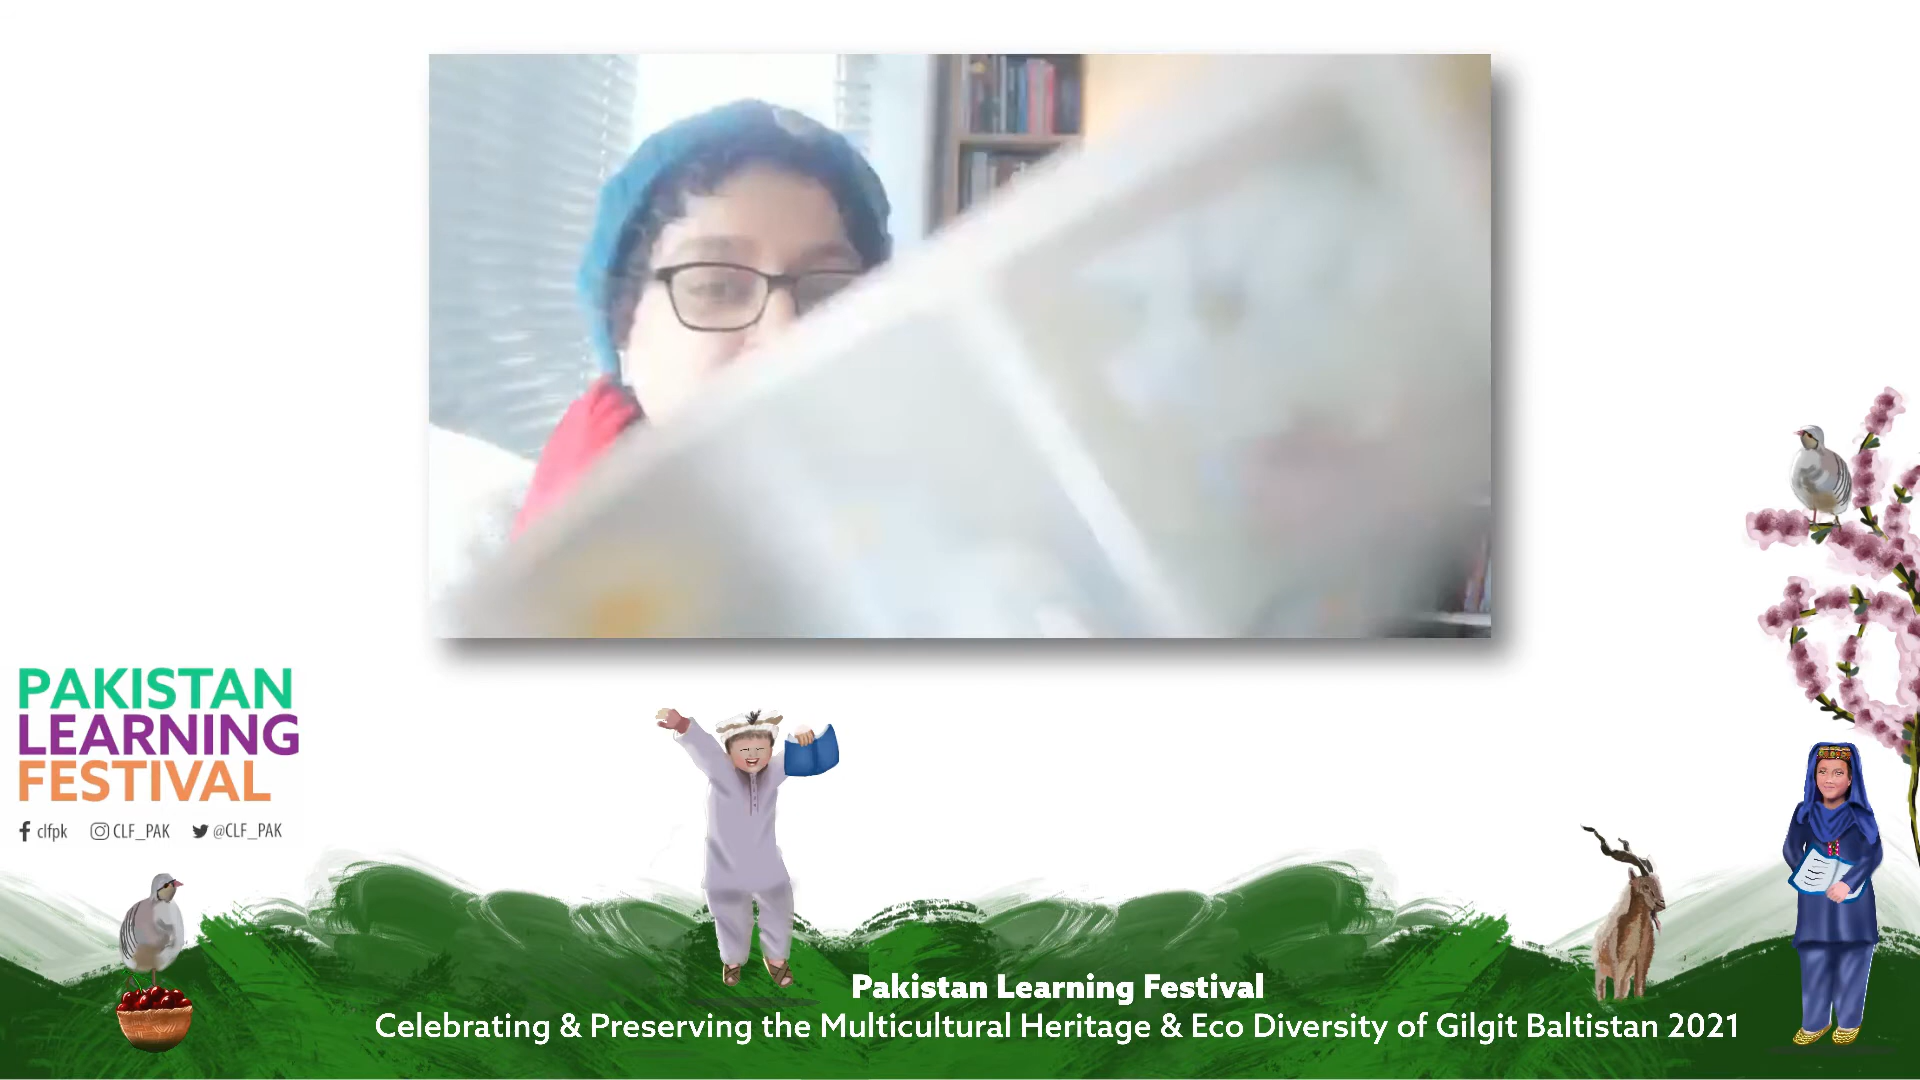 PAKISTAN
LEARNING
FESTIVAL
clfpk CLF_PAK @CLF_PAK
Pakistan Learning Festival
Celebrating & Preserving the Multicultural Heritage & Eco Diversity of Gilgit Baltistan 2021